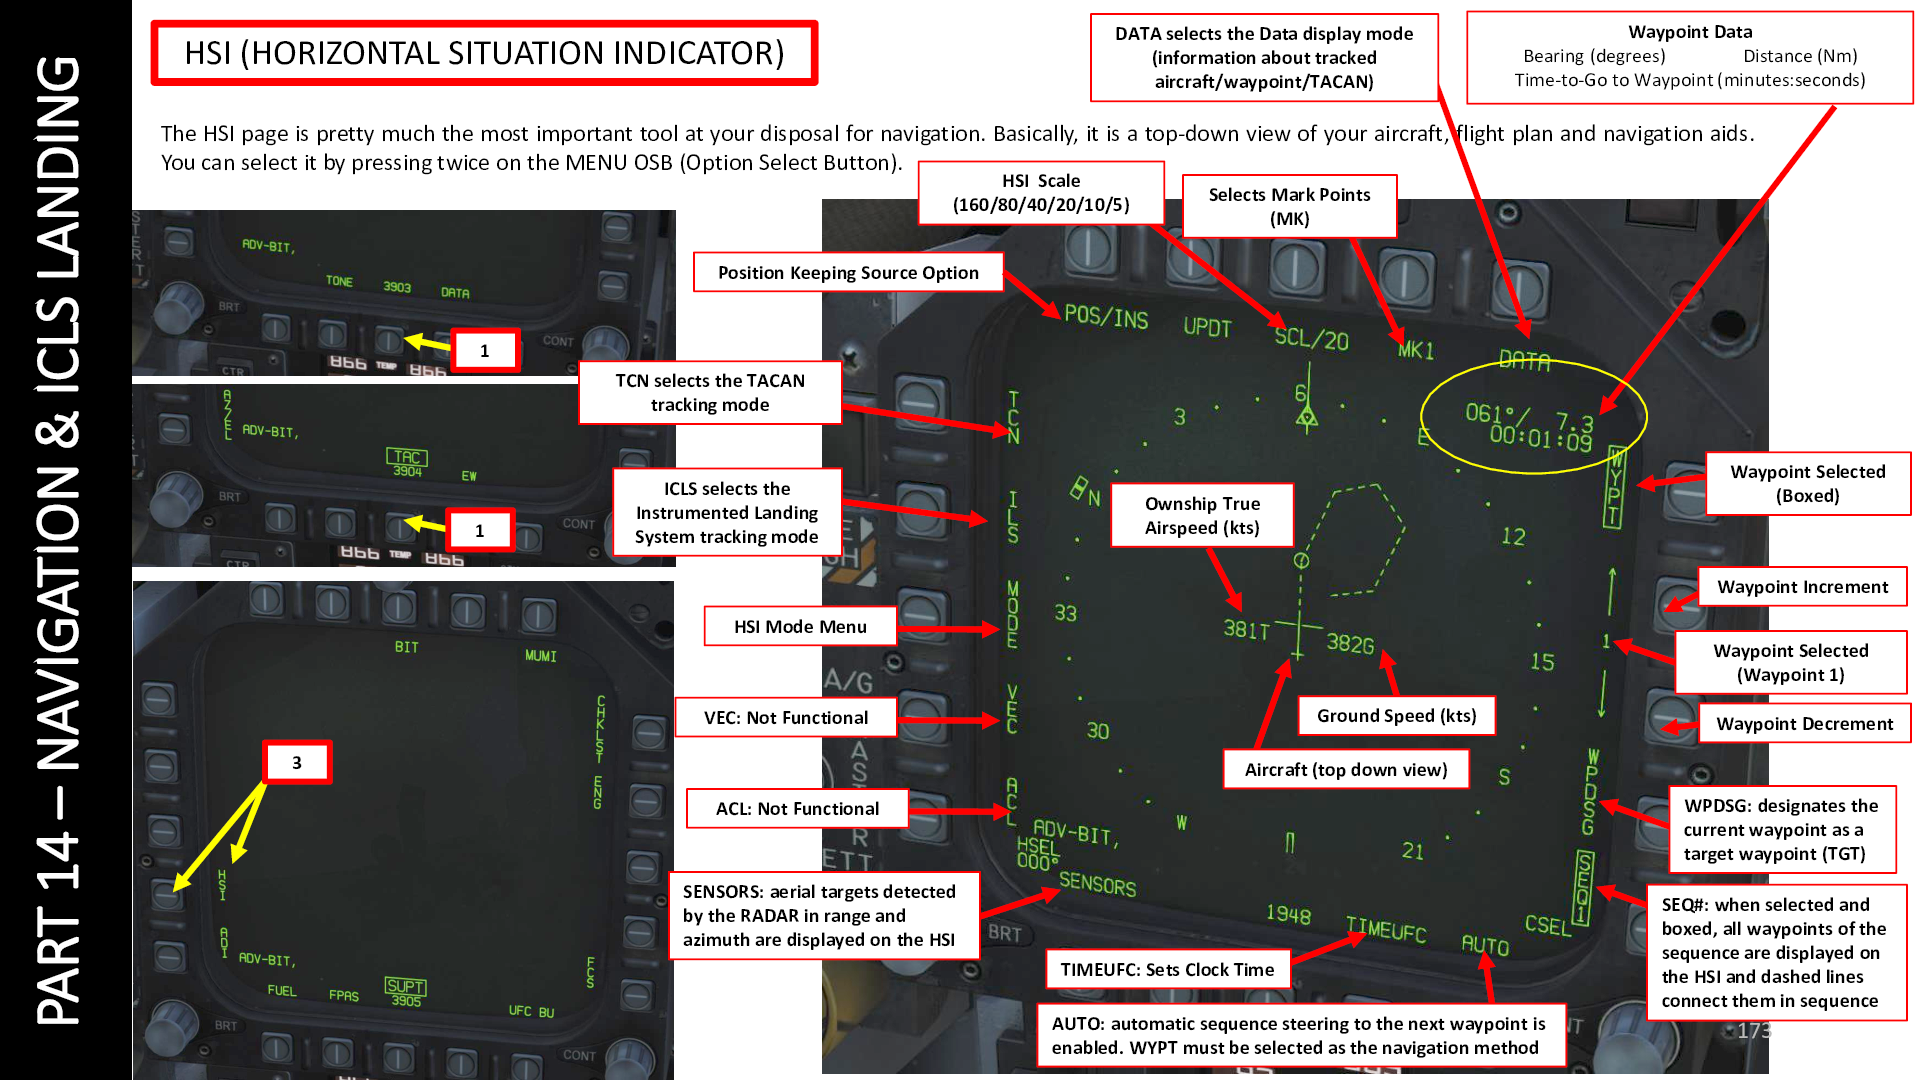 PART 14 – NAVIGATION & ICLS LANDING
HSI (HORIZONTAL SITUATION INDICATOR)
The HSI page is pretty much the most important tool at your disposal for navigation. Basically, it is a top-down view of your aircraft, flight plan and navigation aids.
You can select it by pressing twice on the MENU OSB (Option Select Button).
DATA selects the Data display mode
(information about tracked
aircraft/waypoint/TACAN)
Waypoint Data
Bearing (degrees) Distance (Nm)
Time-to-Go to Waypoint (minutes:seconds)
HSI Scale
(160/80/40/20/10/5)
Selects Mark Points
(MK)
Position Keeping Source Option
TCN selects the TACAN
tracking mode
ICLS selects the
Instrumented Landing
System tracking mode
HSI Mode Menu
VEC: Not Functional
ACL: Not Functional
SENSORS: aerial targets detected
by the RADAR in range and
azimuth are displayed on the HSI
Ownship True
Airspeed (kts)
Ground Speed (kts)
Aircraft (top down view)
TIMEUFC: Sets Clock Time
AUTO: automatic sequence steering to the next waypoint is
enabled. WYPT must be selected as the navigation method
Waypoint Selected
(Boxed)
Waypoint Increment
Waypoint Selected
(Waypoint 1)
Waypoint Decrement
WPDSG: designates the
current waypoint as a
target waypoint (TGT)
SEQ#: when selected and
boxed, all waypoints of the
sequence are displayed on
the HSI and dashed lines
connect them in sequence
173
ADV-BIT,
TONE 3903 DATA
BRT
CONT
1
866 TEMP 866
CTR
AZ/EL
ADV-BIT,
TAC
3904
EW
BRT
CONT
1
866 TEMP 866
CTR
BIT
MUMI
CHKLST
ENG
3
HSI
ADI
ADV-BIT,
FCS
FUEL FPAS SUPT
3905
UFC BU
BRT
CONT
POS/INS UPDT SCL/20 MK1 DATA
061°/ 7.3
00:01:09
TCN
ILS
MODE
VEC
ACL
N
3
6
E
12
15
S
21
W
30
33
381T
382G
WYPT
1
WPDSG
SEQ1
ADV-BIT,
HSEL
000°
SENSORS
1948
TIMEUFC
AUTO
CSEL
A/G
BRT